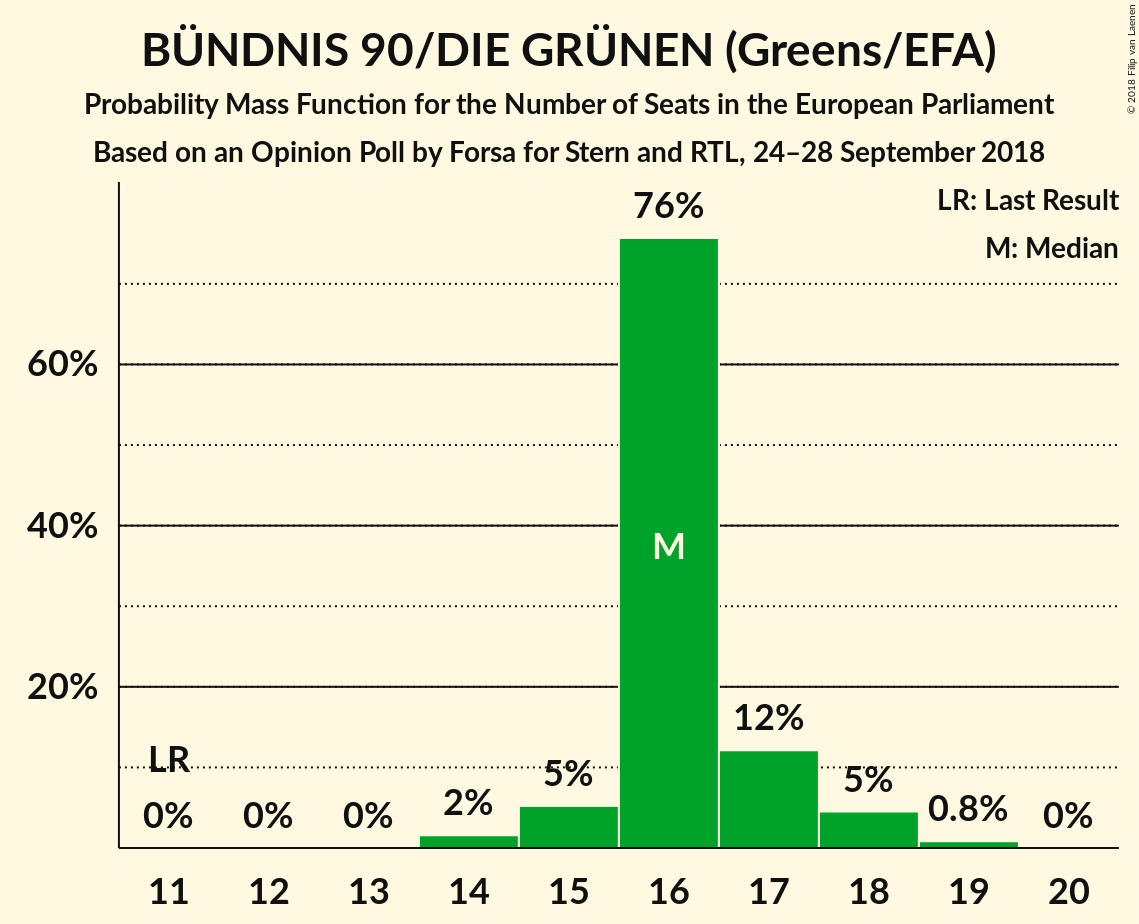 BÜNDNIS 90/DIE GRÜNEN (Greens/EFA)
Probability Mass Function for the Number of Seats in the European Parliament
Based on an Opinion Poll by Forsa for Stern and RTL, 24–28 September 2018
© 2018 Filip van Laenen
LR: Last Result
M: Median
76%
60%
40%
M
20%
12%
LR
5%
5%
2%
0.8%
0% 0% 0% 0%
11 12 13 14 15 16 17 18 19 20